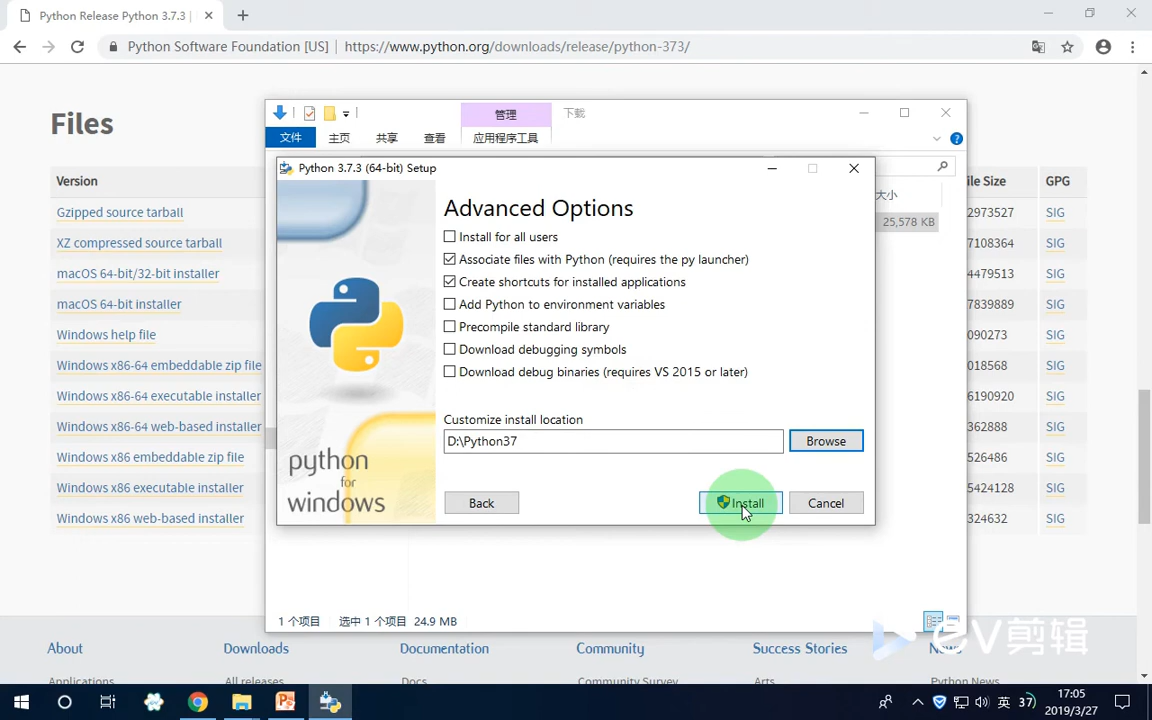 Python Release Python 3.7.3 |
Python Software Foundation [US] | https://www.python.org/downloads/release/python-373/
管理
下载
文件
主页
共享
查看
应用程序工具
Files
Version
ile Size
GPG
大小
Python 3.7.3 (64-bit) Setup
Advanced Options
Install for all users
Associate files with Python (requires the py launcher)
Create shortcuts for installed applications
Add Python to environment variables
Precompile standard library
Download debugging symbols
Download debug binaries (requires VS 2015 or later)
Customize install location
D:\Python37
Browse
Back
Install
Cancel
python
for
windows
Gzipped source tarball
2973527
SIG
25,578 KB
XZ compressed source tarball
7108364
SIG
macOS 64-bit/32-bit installer
4479513
SIG
macOS 64-bit installer
7839889
SIG
Windows help file
090273
SIG
Windows x86-64 embeddable zip file
018568
SIG
Windows x86-64 executable installer
6190920
SIG
Windows x86-64 web-based installer
362888
SIG
Windows x86 embeddable zip file
526486
SIG
Windows x86 executable installer
5424128
SIG
Windows x86 web-based installer
324632
SIG
1 个项目
选中 1 个项目 24.9 MB
EV剪辑
About
Downloads
Documentation
Community
Success Stories
Applications
All releases
Docs
Community Survey
Arts
Python News
英
37
17:05
2019/3/27